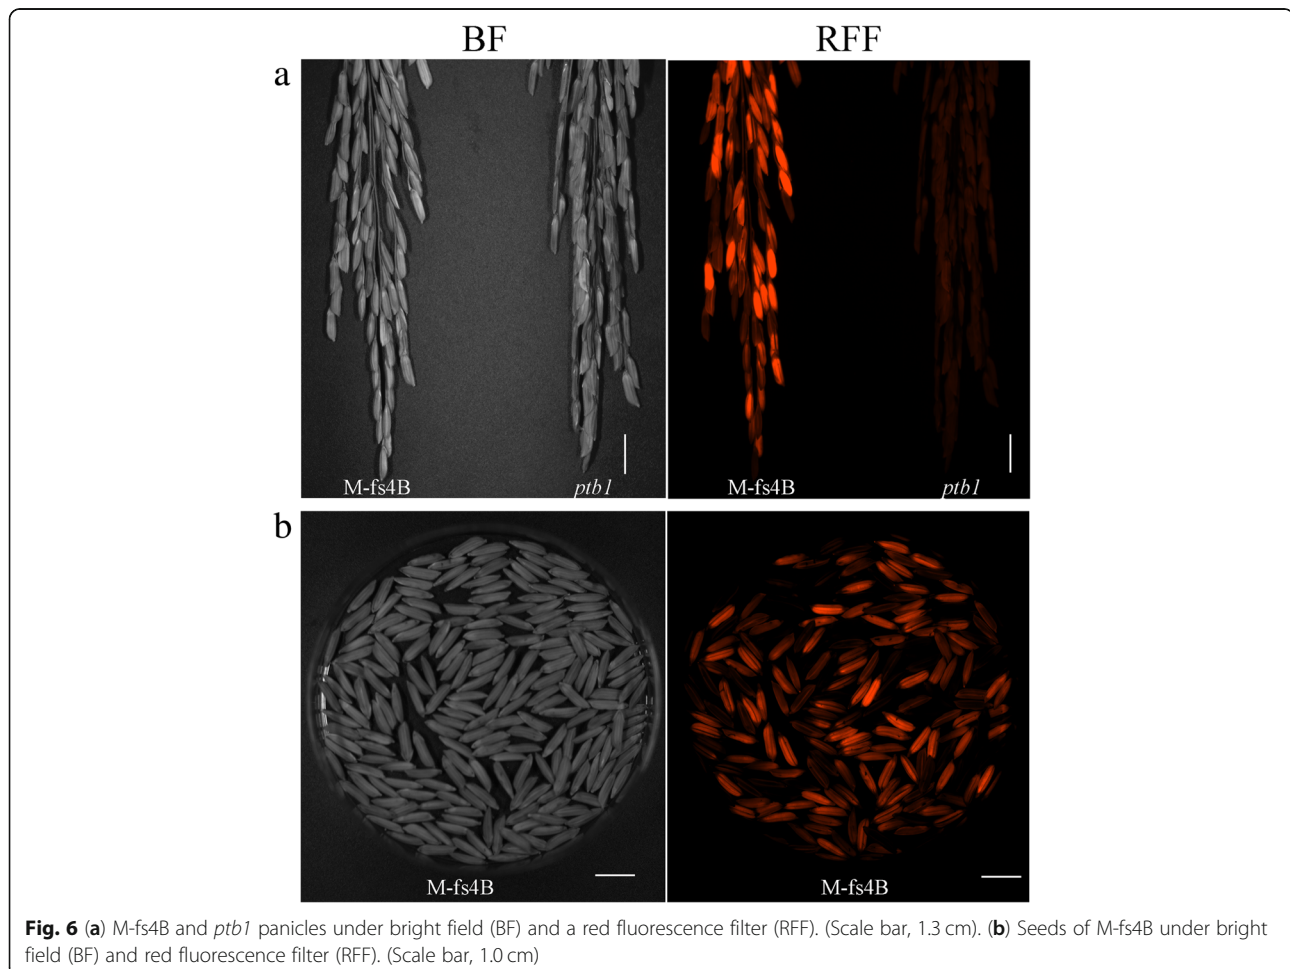 BF RFF
a
M-fs4B ptb1 M-fs4B ptb1
b
M-fs4B M-fs4B
Fig. 6 (a) M-fs4B and ptb1 panicles under bright field (BF) and a red fluorescence filter (RFF). (Scale bar, 1.3 cm). (b) Seeds of M-fs4B under bright
field (BF) and red fluorescence filter (RFF). (Scale bar, 1.0 cm)